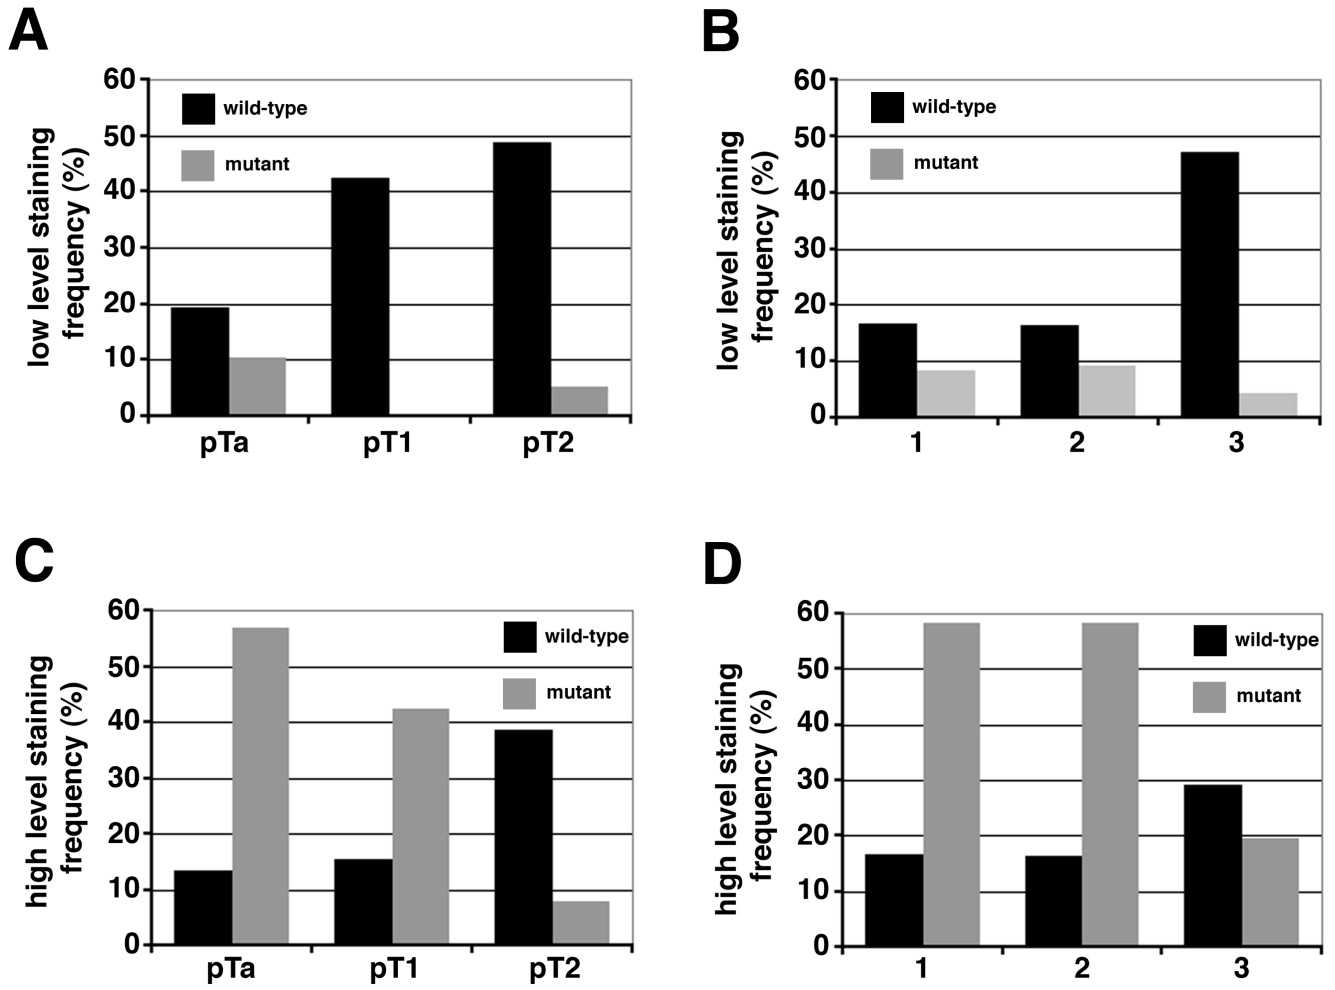 A
low level staining
frequency (%)
60
50
40
30
20
10
0
wild-type
mutant
pTa pT1 pT2
B
low level staining
frequency (%)
60
50
40
30
20
10
0
wild-type
mutant
1 2 3
C
high level staining
frequency (%)
60
50
40
30
20
10
0
wild-type
mutant
pTa pT1 pT2
D
high level staining
frequency (%)
60
50
40
30
20
10
0
wild-type
mutant
1 2 3